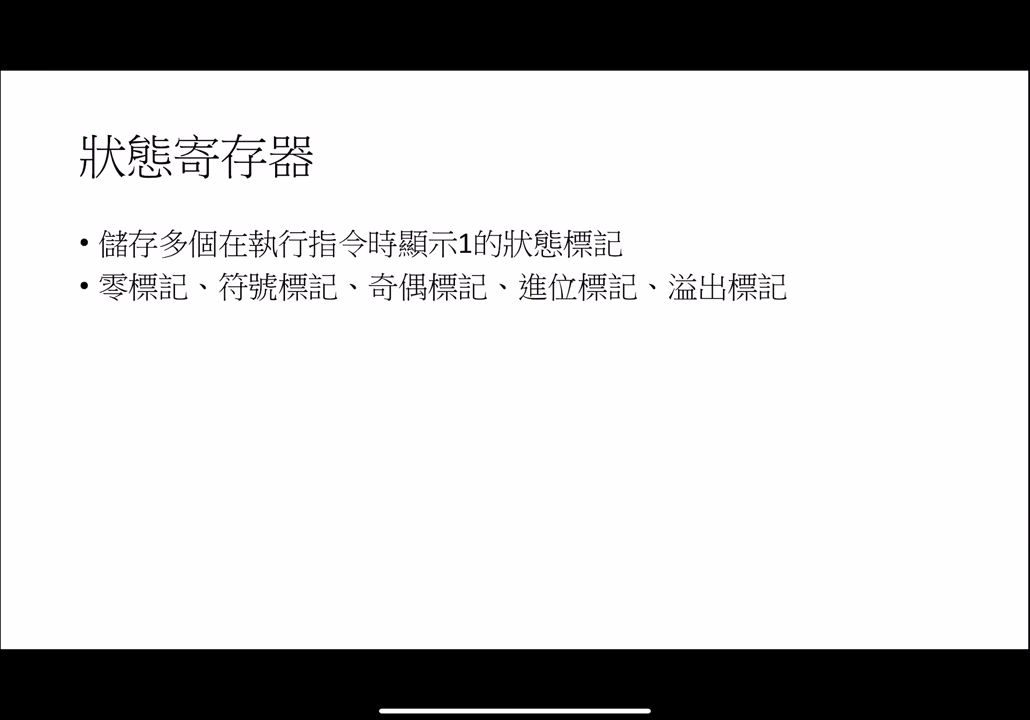 狀態寄存器
• 儲存多個在執行指令時顯示1的狀態標記
• 零標記、符號標記、奇偶標記、進位標記、溢出標記